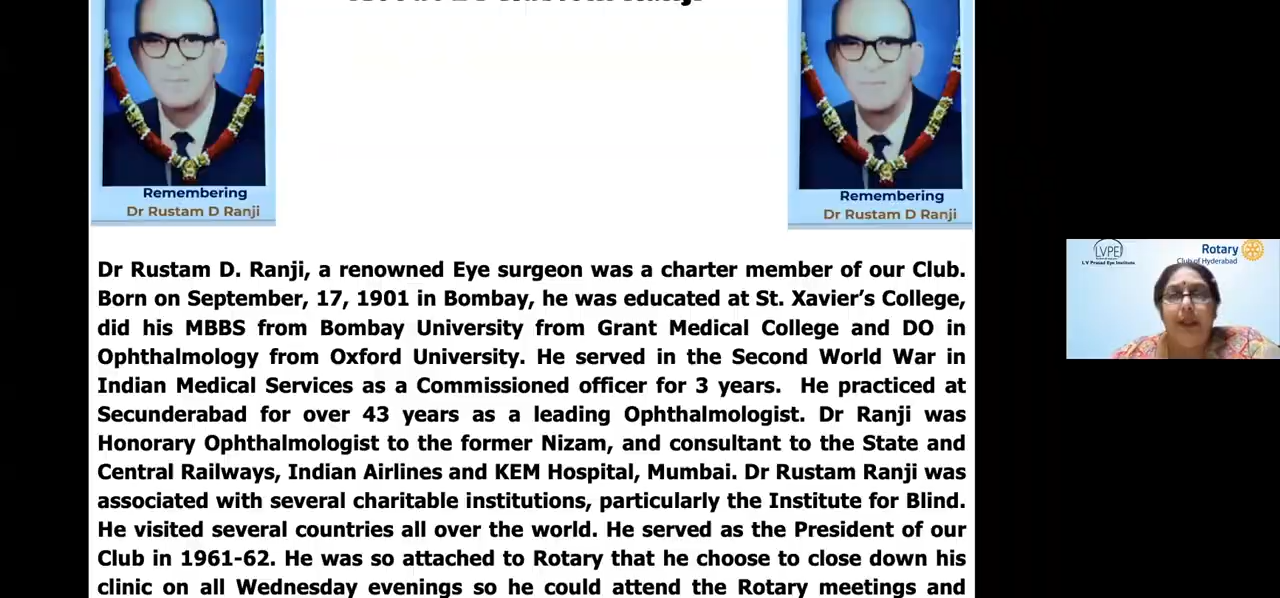 Remembering
Dr Rustam D Ranji
Remembering
Dr Rustam D Ranji
Dr Rustam D. Ranji, a renowned Eye surgeon was a charter member of our Club.
Born on September, 17, 1901 in Bombay, he was educated at St. Xavier’s College,
did his MBBS from Bombay University from Grant Medical College and DO in
Ophthalmology from Oxford University. He served in the Second World War in
Indian Medical Services as a Commissioned officer for 3 years. He practiced at
Secunderabad for over 43 years as a leading Ophthalmologist. Dr Ranji was
Honorary Ophthalmologist to the former Nizam, and consultant to the State and
Central Railways, Indian Airlines and KEM Hospital, Mumbai. Dr Rustam Ranji was
associated with several charitable institutions, particularly the Institute for Blind.
He visited several countries all over the world. He served as the President of our
Club in 1961-62. He was so attached to Rotary that he choose to close down his
clinic on all Wednesday evenings so he could attend the Rotary meetings and
LVPEI
L V Prasad Eye Institute
Rotary
Club of Hyderabad